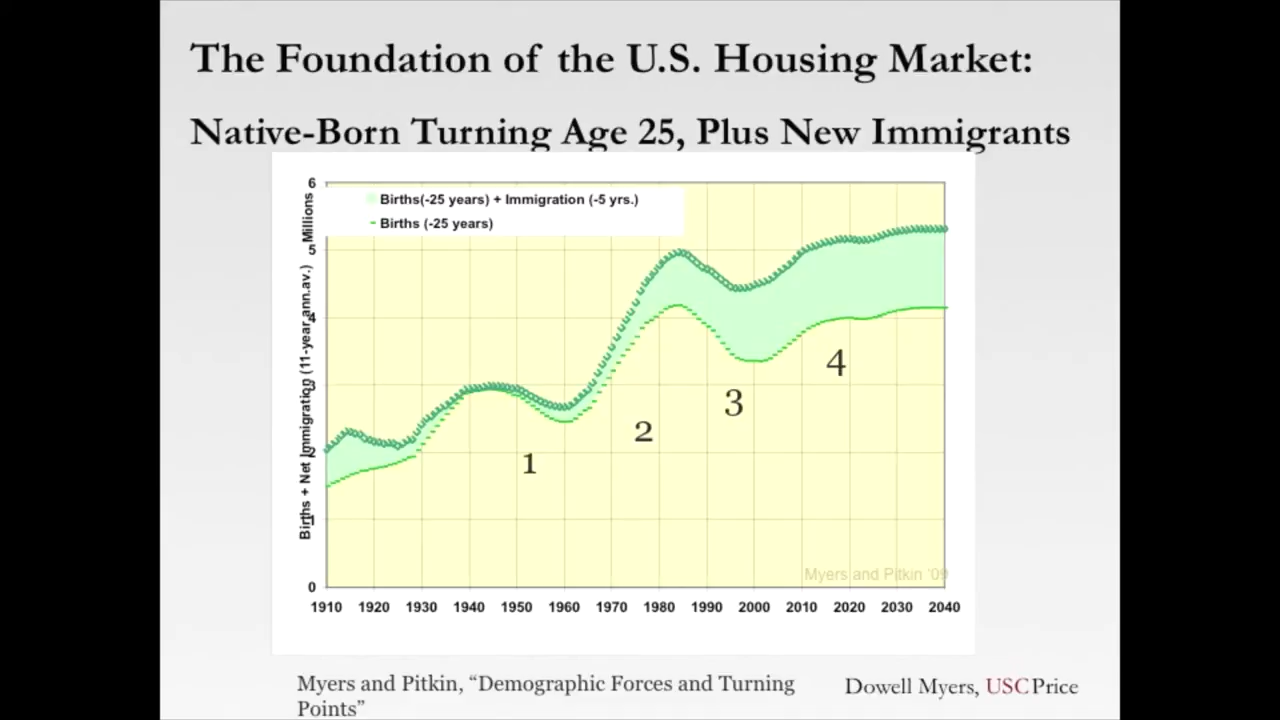 The Foundation of the U.S. Housing Market:
Native-Born Turning Age 25, Plus New Immigrants
Births + Net Immigration (11-year ann.av.) Millions
6
5
4
3
2
1
0
Births(-25 years) + Immigration (-5 yrs.)
Births (-25 years)
1
2
3
4
Myers and Pitkin '09
1910 1920 1930 1940 1950 1960 1970 1980 1990 2000 2010 2020 2030 2040
Myers and Pitkin, “Demographic Forces and Turning
Points”
Dowell Myers, USC Price